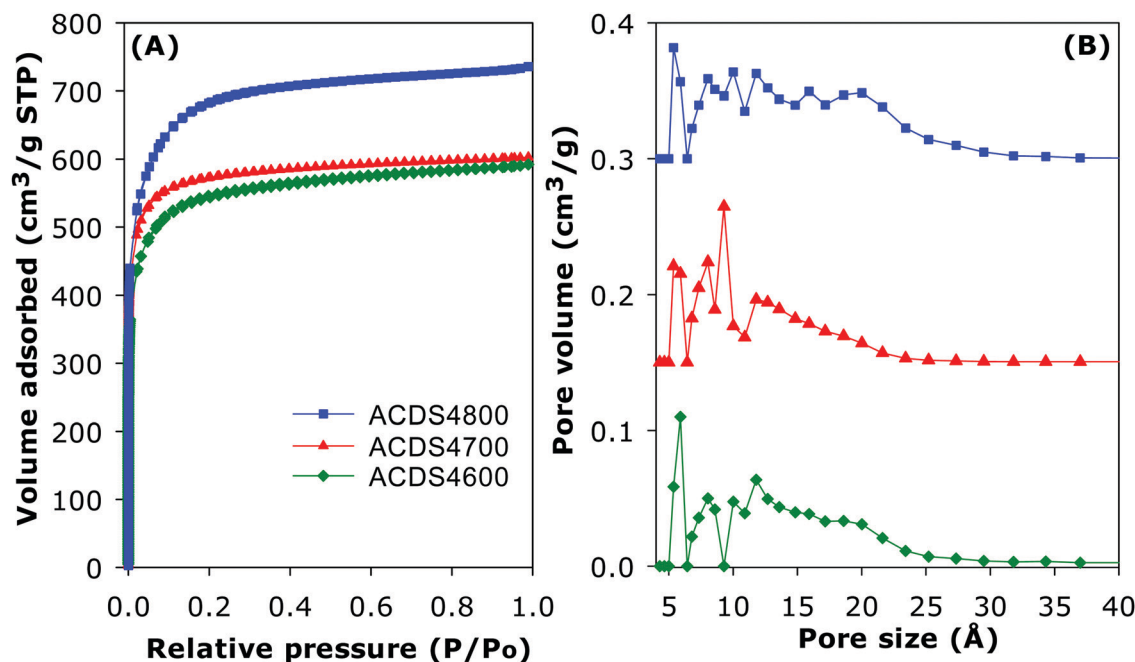 (A)
Volume adsorbed (cm³/g STP)
800
700
600
500
400
300
200
100
0
0.0 0.2 0.4 0.6 0.8 1.0
Relative pressure (P/Po)
ACDS4800
ACDS4700
ACDS4600
(B)
Pore volume (cm³/g)
0.4
0.3
0.2
0.1
0.0
5 10 15 20 25 30 35 40
Pore size (Å)